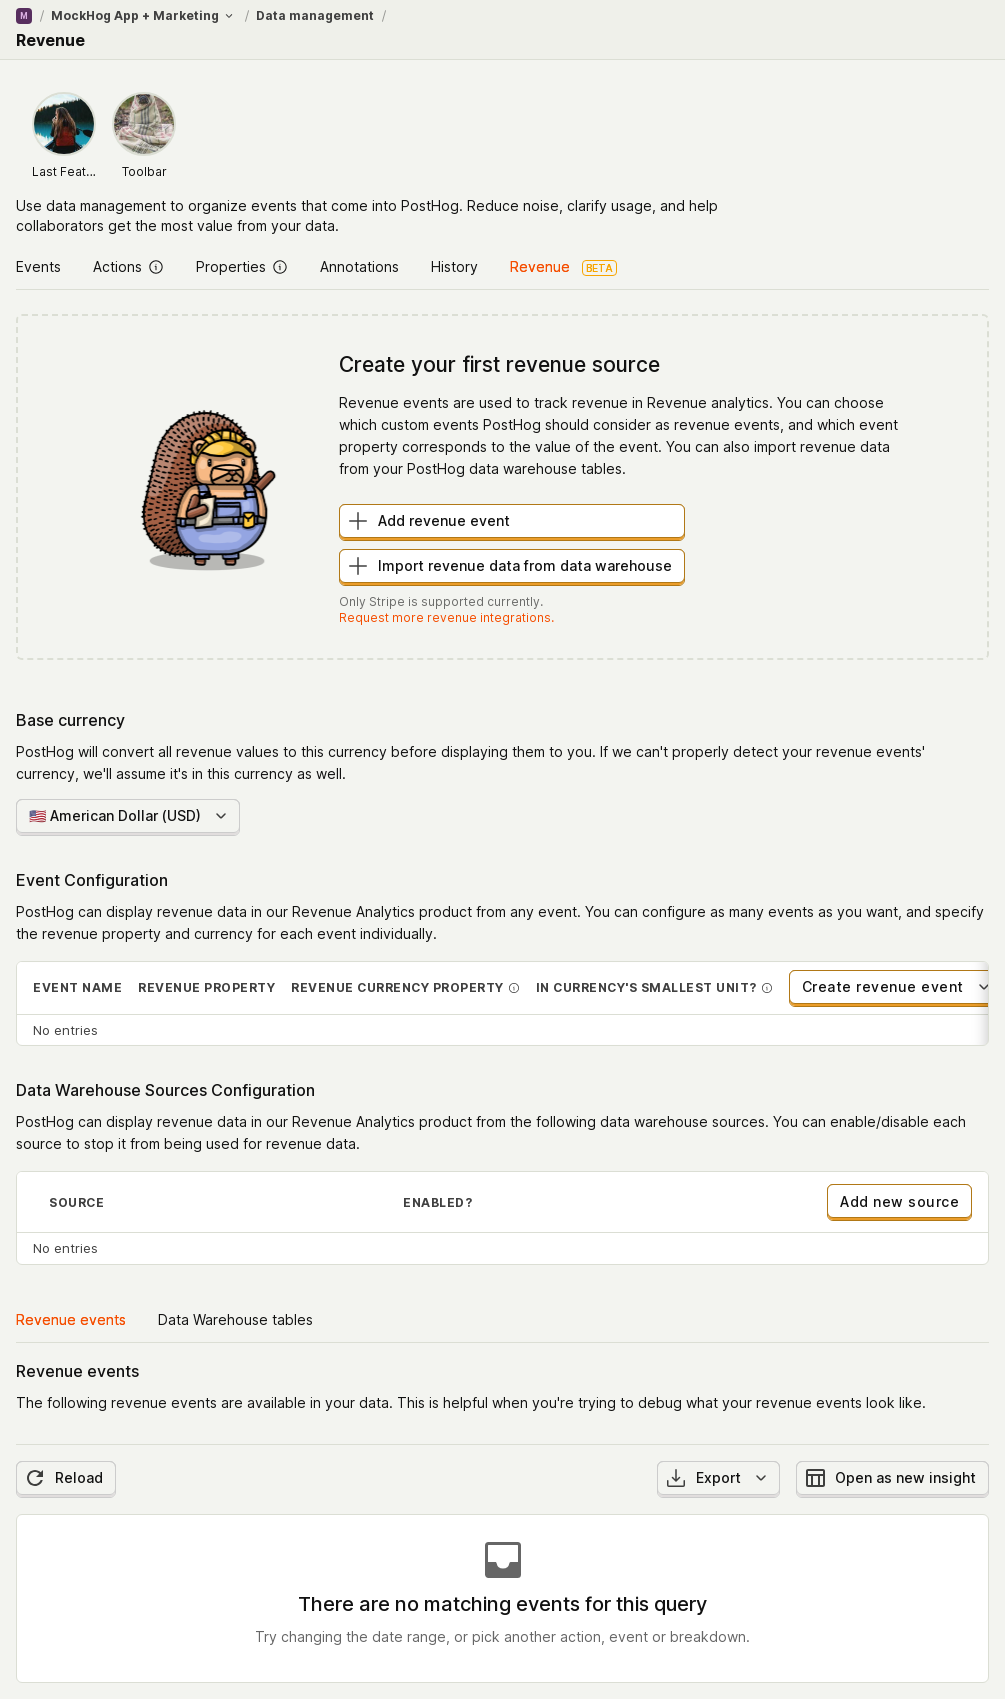 M / MockHog App + Marketing / Data management /
Revenue
Last Feat...
Toolbar
Use data management to organize events that come into PostHog. Reduce noise, clarify usage, and help
collaborators get the most value from your data.
Events Actions Properties Annotations History Revenue BETA
Create your first revenue source
Revenue events are used to track revenue in Revenue analytics. You can choose
which custom events PostHog should consider as revenue events, and which event
property corresponds to the value of the event. You can also import revenue data
from your PostHog data warehouse tables.
Add revenue event
Import revenue data from data warehouse
Only Stripe is supported currently.
Request more revenue integrations.
Base currency
PostHog will convert all revenue values to this currency before displaying them to you. If we can't properly detect your revenue events'
currency, we'll assume it's in this currency as well.
🇺🇸 American Dollar (USD)
Event Configuration
PostHog can display revenue data in our Revenue Analytics product from any event. You can configure as many events as you want, and specify
the revenue property and currency for each event individually.
EVENT NAME REVENUE PROPERTY REVENUE CURRENCY PROPERTY IN CURRENCY'S SMALLEST UNIT? Create revenue event
No entries
Data Warehouse Sources Configuration
PostHog can display revenue data in our Revenue Analytics product from the following data warehouse sources. You can enable/disable each
source to stop it from being used for revenue data.
SOURCE ENABLED? Add new source
No entries
Revenue events Data Warehouse tables
Revenue events
The following revenue events are available in your data. This is helpful when you're trying to debug what your revenue events look like.
Reload Export Open as new insight
There are no matching events for this query
Try changing the date range, or pick another action, event or breakdown.